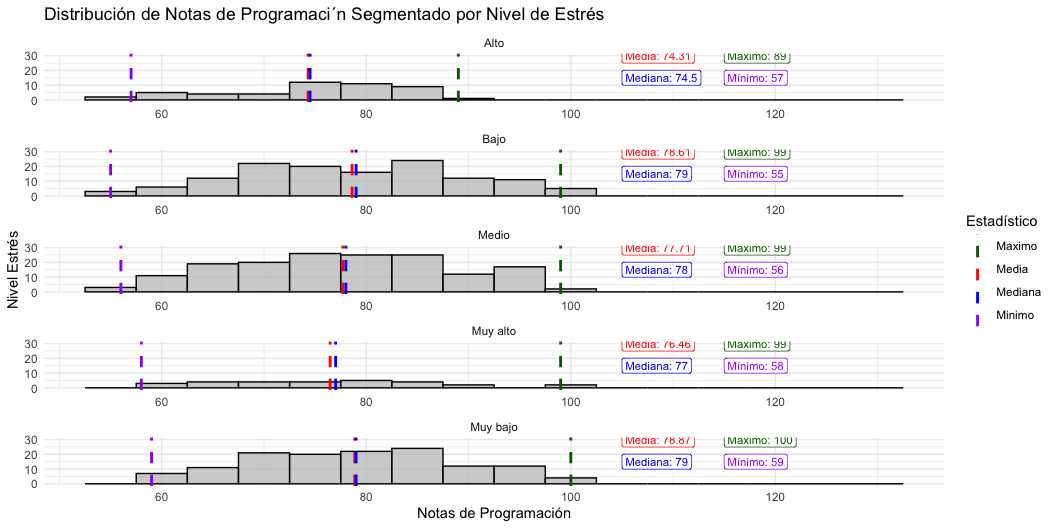 Distribución de Notas de Programaci´n Segmentado por Nivel de Estrés
Alto
30
20
10
0
Media: 74.31
Maximo: 89
Mediana: 74.5
Mínimo: 57
60
80
100
120
Bajo
30
20
10
0
Media: 78.61
Maximo: 99
Mediana: 79
Mínimo: 55
60
80
100
120
Medio
30
20
10
0
Media: 77.71
Maximo: 99
Mediana: 78
Mínimo: 56
60
80
100
120
Muy alto
30
20
10
0
Media: 76.46
Maximo: 99
Mediana: 77
Mínimo: 58
60
80
100
120
Muy bajo
30
20
10
0
Media: 78.87
Maximo: 100
Mediana: 79
Mínimo: 59
60
80
100
120
Notas de Programación
Nivel Estrés
Estadístico
Maximo
Media
Mediana
Minimo